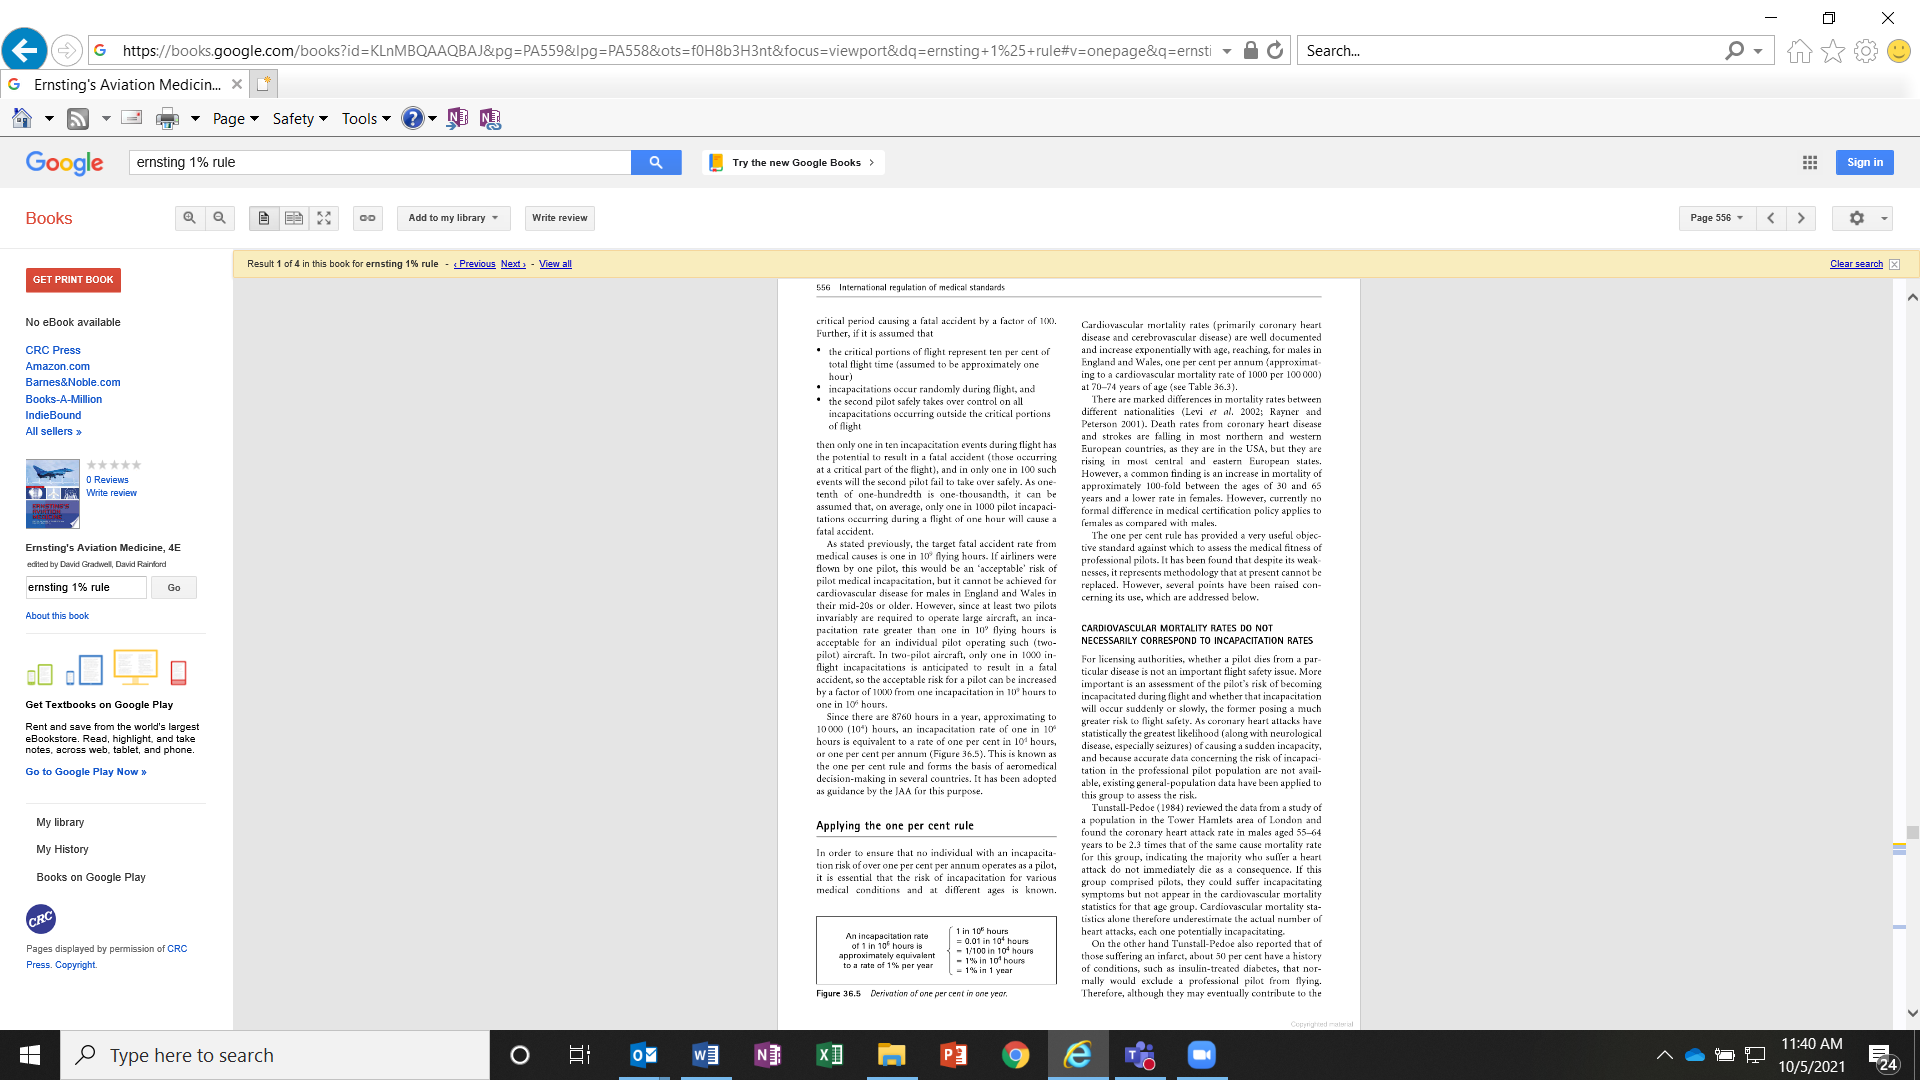 https://books.google.com/books?id=KLnMBQAAQBAJ&pg=PA559&lpg=PA558&ots=f0H8b3H3nt&focus=viewport&dq=ernsting+1%25+rule#v=onepage&q=ernsti
Search...
Ernsting's Aviation Medicin...
Page Safety Tools
Google
ernsting 1% rule
Try the new Google Books
Sign in
Books
Add to my library
Write review
Page 556
Result 1 of 4 in this book for ernsting 1% rule - ‹ Previous Next › - View all
Clear search
GET PRINT BOOK
No eBook available
CRC Press
Amazon.com
Barnes&Noble.com
Books-A-Million
IndieBound
All sellers »
0 Reviews
Write review
Ernsting's Aviation Medicine, 4E
edited by David Gradwell, David Rainford
ernsting 1% rule
Go
About this book
Get Textbooks on Google Play
Rent and save from the world's largest
eBookstore. Read, highlight, and take
notes, across web, tablet, and phone.
Go to Google Play Now »
My library
My History
Books on Google Play
CRC
Pages displayed by permission of CRC
Press. Copyright.
556 International regulation of medical standards
critical period causing a fatal accident by a factor of 100.
Further, if it is assumed that
• the critical portions of flight represent ten per cent of
total flight time (assumed to be approximately one
hour)
• incapacitations occur randomly during flight, and
• the second pilot safely takes over control on all
incapacitations occurring outside the critical portions
of flight
then only one in ten incapacitation events during flight has
the potential to result in a fatal accident (those occurring
at a critical part of the flight), and in only one in 100 such
events will the second pilot fail to take over safely. As one-
tenth of one-hundredth is one-thousandth, it can be
assumed that, on average, only one in 1000 pilot incapaci-
tations occurring during a flight of one hour will cause a
fatal accident.
As stated previously, the target fatal accident rate from
medical causes is one in 10⁹ flying hours. If airliners were
flown by one pilot, this would be an 'acceptable' risk of
pilot medical incapacitation, but it cannot be achieved for
cardiovascular disease for males in England and Wales in
their mid-20s or older. However, since at least two pilots
invariably are required to operate large aircraft, an inca-
pacitation rate greater than one in 10⁹ flying hours is
acceptable for an individual pilot operating such (two-
pilot) aircraft. In two-pilot aircraft, only one in 1000 in-
flight incapacitations is anticipated to result in a fatal
accident, so the acceptable risk for a pilot can be increased
by a factor of 1000 from one incapacitation in 10⁹ hours to
one in 10⁶ hours.
Since there are 8760 hours in a year, approximating to
10 000 (10⁴) hours, an incapacitation rate of one in 10⁶
hours is equivalent to a rate of one per cent in 10⁴ hours,
or one per cent per annum (Figure 36.5). This is known as
the one per cent rule and forms the basis of aeromedical
decision-making in several countries. It has been adopted
as guidance by the JAA for this purpose.
Applying the one per cent rule
In order to ensure that no individual with an incapacita-
tion risk of over one per cent per annum operates as a pilot,
it is essential that the risk of incapacitation for various
medical conditions and at different ages is known.
An incapacitation rate
of 1 in 10⁶ hours is
approximately equivalent
to a rate of 1% per year
1 in 10⁶ hours
= 0.01 in 10⁴ hours
= 1/100 in 10⁴ hours
= 1% in 10⁴ hours
= 1% in 1 year
Figure 36.5 Derivation of one per cent in one year.
Cardiovascular mortality rates (primarily coronary heart
disease and cerebrovascular disease) are well documented
and increase exponentially with age, reaching, for males in
England and Wales, one per cent per annum (approximat-
ing to a cardiovascular mortality rate of 1000 per 100 000)
at 70–74 years of age (see Table 36.3).
There are marked differences in mortality rates between
different nationalities (Levi et al. 2002; Rayner and
Peterson 2001). Death rates from coronary heart disease
and strokes are falling in most northern and western
European countries, as they are in the USA, but they are
rising in most central and eastern European states.
However, a common finding is an increase in mortality of
approximately 100-fold between the ages of 30 and 65
years and a lower rate in females. However, currently no
formal difference in medical certification policy applies to
females as compared with males.
The one per cent rule has provided a very useful objec-
tive standard against which to assess the medical fitness of
professional pilots. It has been found that despite its weak-
nesses, it represents methodology that at present cannot be
replaced. However, several points have been raised con-
cerning its use, which are addressed below.
CARDIOVASCULAR MORTALITY RATES DO NOT
NECESSARILY CORRESPOND TO INCAPACITATION RATES
For licensing authorities, whether a pilot dies from a par-
ticular disease is not an important flight safety issue. More
important is an assessment of the pilot's risk of becoming
incapacitated during flight and whether that incapacitation
will occur suddenly or slowly, the former posing a much
greater risk to flight safety. As coronary heart attacks have
statistically the greatest likelihood (along with neurological
disease, especially seizures) of causing a sudden incapacity,
and because accurate data concerning the risk of incapaci-
tation in the professional pilot population are not avail-
able, existing general-population data have been applied to
this group to assess the risk.
Tunstall-Pedoe (1984) reviewed the data from a study of
a population in the Tower Hamlets area of London and
found the coronary heart attack rate in males aged 55–64
years to be 2.3 times that of the same cause mortality rate
for this group, indicating the majority who suffer a heart
attack do not immediately die as a consequence. If this
group comprised pilots, they could suffer incapacitating
symptoms but not appear in the cardiovascular mortality
statistics for that age group. Cardiovascular mortality sta-
tistics alone therefore underestimate the actual number of
heart attacks, each one potentially incapacitating.
On the other hand Tunstall-Pedoe also reported that of
those suffering an infarct, about 50 per cent have a history
of conditions, such as insulin-treated diabetes, that nor-
mally would exclude a professional pilot from flying.
Therefore, although they may eventually contribute to the
Copyrighted material
Type here to search
11:40 AM
10/5/2021
24